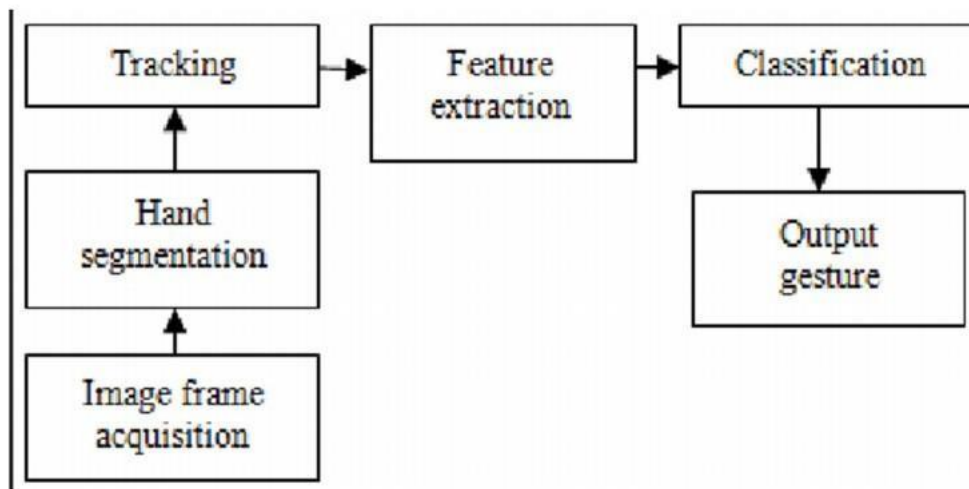 Tracking
Feature
extraction
Classification
Hand
segmentation
Output
gesture
Image frame
acquisition